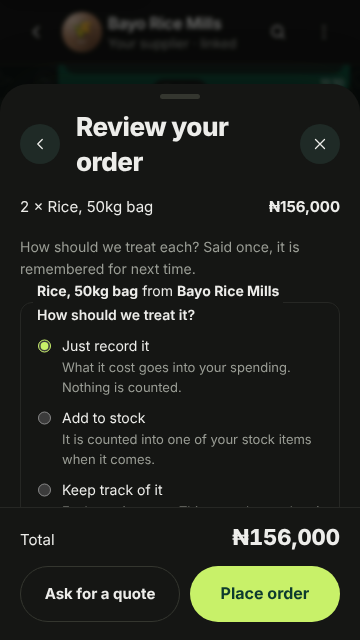 Bayo Rice Mills
Your supplier · linked
Review your
order
2 × Rice, 50kg bag
₦156,000
How should we treat each? Said once, it is
remembered for next time.
Rice, 50kg bag from Bayo Rice Mills
How should we treat it?
Just record it
What it cost goes into your spending.
Nothing is counted.
Add to stock
It is counted into one of your stock items
when it comes.
Keep track of it
Total
₦156,000
Ask for a quote
Place order